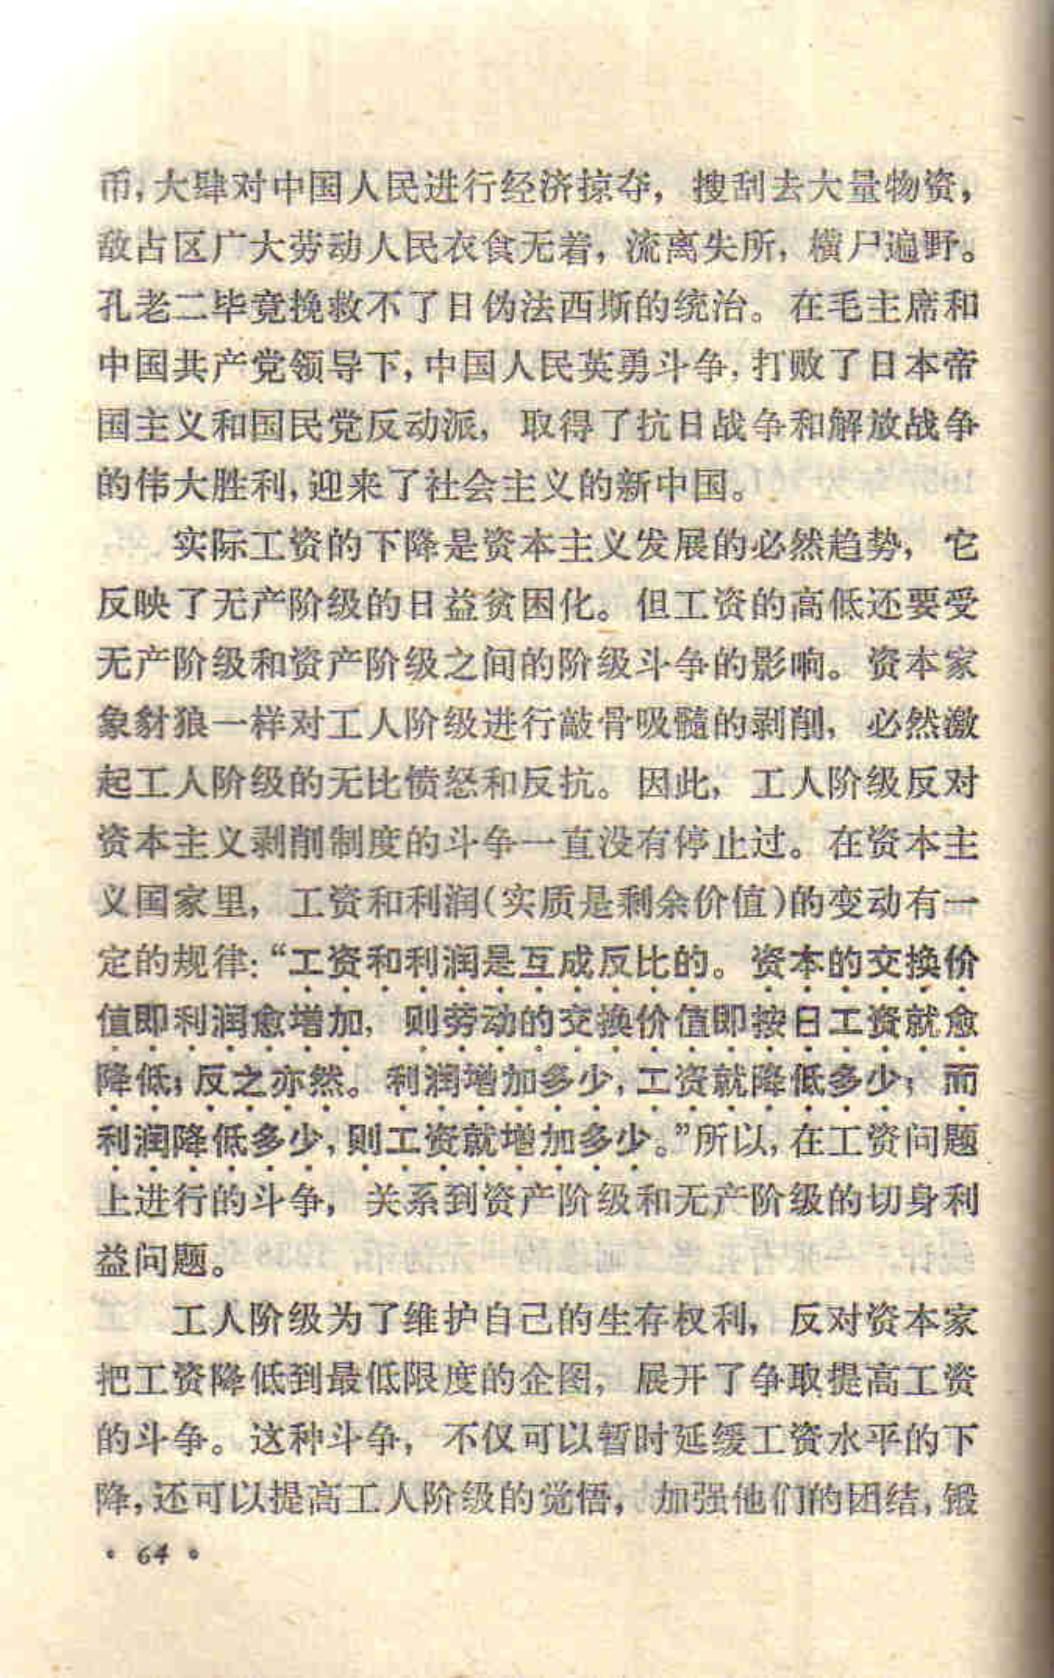 币，大肆对中国人民进行经济掠夺，搜刮去大量物资，
敌占区广大劳动人民衣食无着，流离失所，横尸遍野。
孔老二毕竟挽救不了日伪法西斯的统治。在毛主席和
中国共产党领导下，中国人民英勇斗争，打败了日本帝
国主义和国民党反动派，取得了抗日战争和解放战争
的伟大胜利，迎来了社会主义的新中国。
实际工资的下降是资本主义发展的必然趋势，它
反映了无产阶级的日益贫困化。但工资的高低还要受
无产阶级和资产阶级之间的阶级斗争的影响。资本家
象豺狼一样对工人阶级进行敲骨吸髓的剥削，必然激
起工人阶级的无比愤怒和反抗。因此，工人阶级反对
资本主义剥削制度的斗争一直没有停止过。在资本主
义国家里，工资和利润（实质是剩余价值）的变动有一
定的规律：“工资和利润是互成反比的。资本的交换价
值即利润愈增加，则劳动的交换价值即按日工资就愈
降低；反之亦然。利润增加多少，工资就降低多少；而
利润降低多少，则工资就增加多少。”所以，在工资问题
上进行的斗争，关系到资产阶级和无产阶级的切身利
益问题。
工人阶级为了维护自己的生存权利，反对资本家
把工资降低到最低限度的企图，展开了争取提高工资
的斗争。这种斗争，不仅可以暂时延缓工资水平的下
降，还可以提高工人阶级的觉悟，加强他们的团结，锻
• 64 •